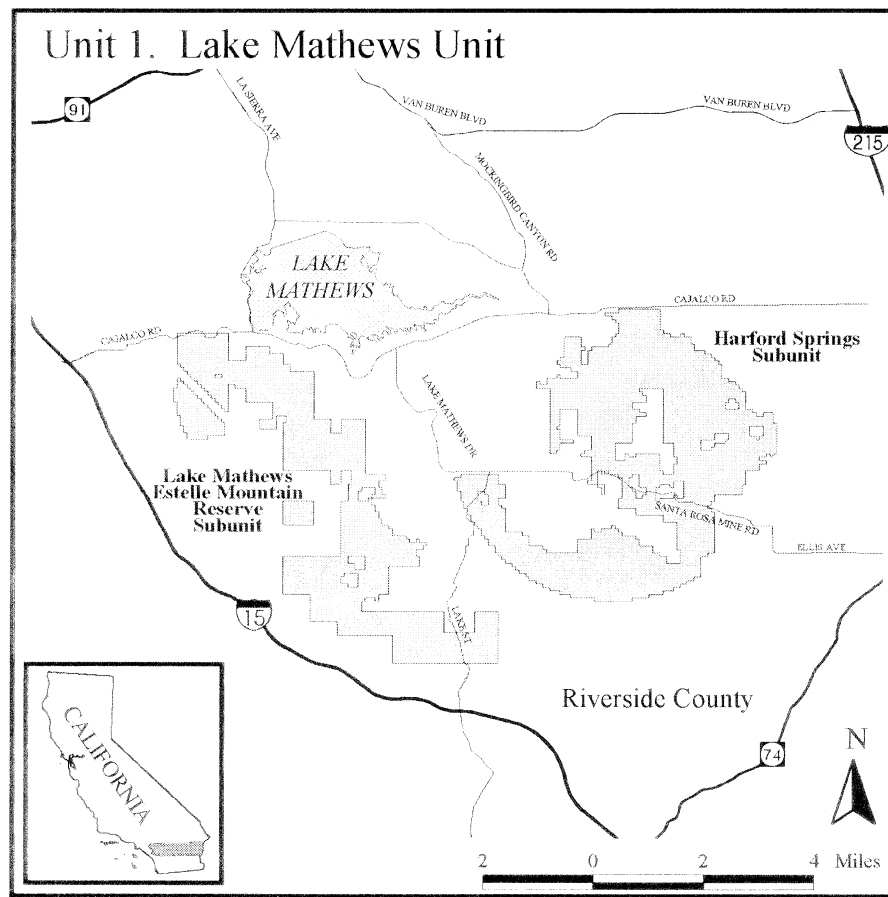 Unit 1. Lake Mathews Unit
91
LA SIERRA AVE
VAN BUREN BLVD
VAN BUREN BLVD
215
MOCKINGBIRD CANYON RD
LAKE
MATHEWS
CAJALCO RD
CAJALCO RD
Harford Springs
Subunit
LAKE MATHEWS DR
Lake Mathews
Estelle Mountain
Reserve
Subunit
SANTA ROSA MINE RD
ELLIS AVE
15
LAKE ST
Riverside County
CALIFORNIA
74
N
2 0 2 4 Miles